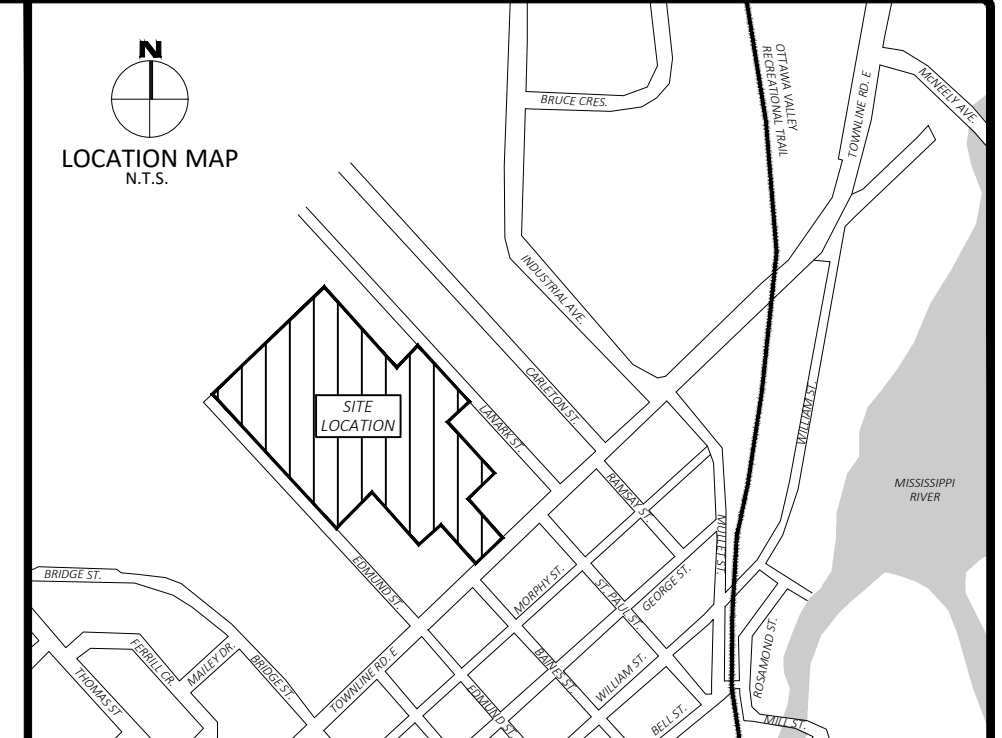 N
LOCATION MAP
N.T.S.
BRUCE CRES.
OTTAWA VALLEY
RECREATIONAL TRAIL
TOWNLINE RD. E
McNEELY AVE.
INDUSTRIAL AVE.
CARLETON ST.
LANARK ST.
SITE
LOCATION
WILLIAM ST.
MISSISSIPPI
RIVER
RAMSAY ST.
MULLET ST.
EDMUND ST.
MORPHY ST.
ST. PAUL ST.
GEORGE ST.
BRIDGE ST.
FERRILL CR.
MAILEY DR.
BRIDGE ST.
THOMAS ST
TOWNLINE RD. E
BAINES ST.
EDMUND ST.
WILLIAM ST.
BELL ST.
ROSAMOND ST.
MILL ST.